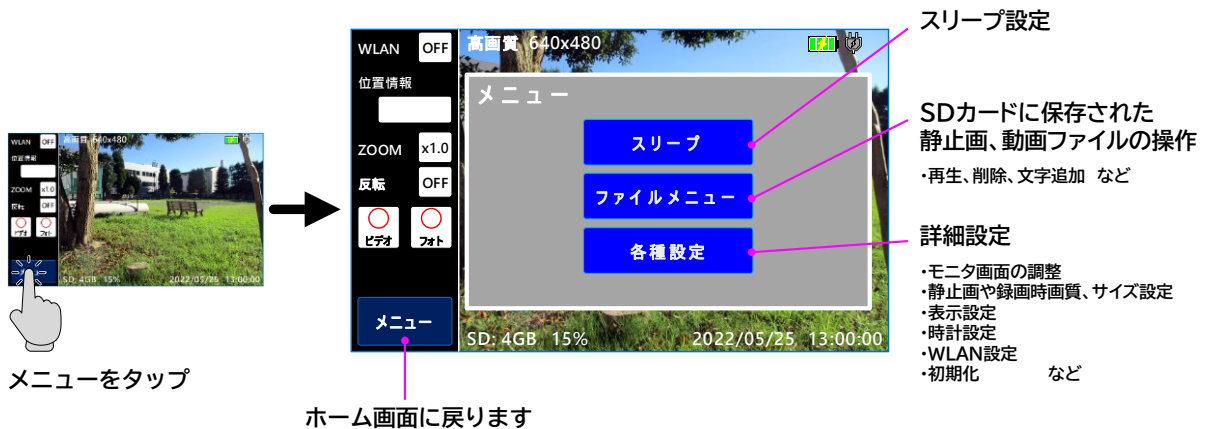 WLAN OFF
位置情報
ZOOM x1.0
反転 OFF
ビデオ フォト
メニュー
高画質 640x480
SD: 4GB 15% 2022/05/25 13:00:00
メニューをタップ
WLAN OFF
位置情報
ZOOM x1.0
反転 OFF
ビデオ フォト
メニュー
高画質 640x480
メニュー
スリープ
ファイルメニュー
各種設定
SD: 4GB 15% 2022/05/25 13:00:00
ホーム画面に戻ります
スリープ設定
SDカードに保存された
静止画、動画ファイルの操作
・再生、削除、文字追加 など
詳細設定
・モニタ画面の調整
・静止画や録画時画質、サイズ設定
・表示設定
・時計設定
・WLAN設定
・初期化 など